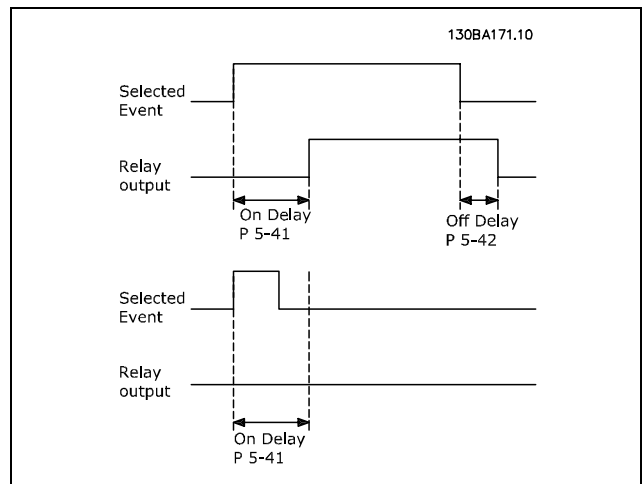 130BA171.10
Selected
Event
Relay
output
On Delay
P 5-41
Off Delay
P 5-42
Selected
Event
Relay
output
On Delay
P 5-41